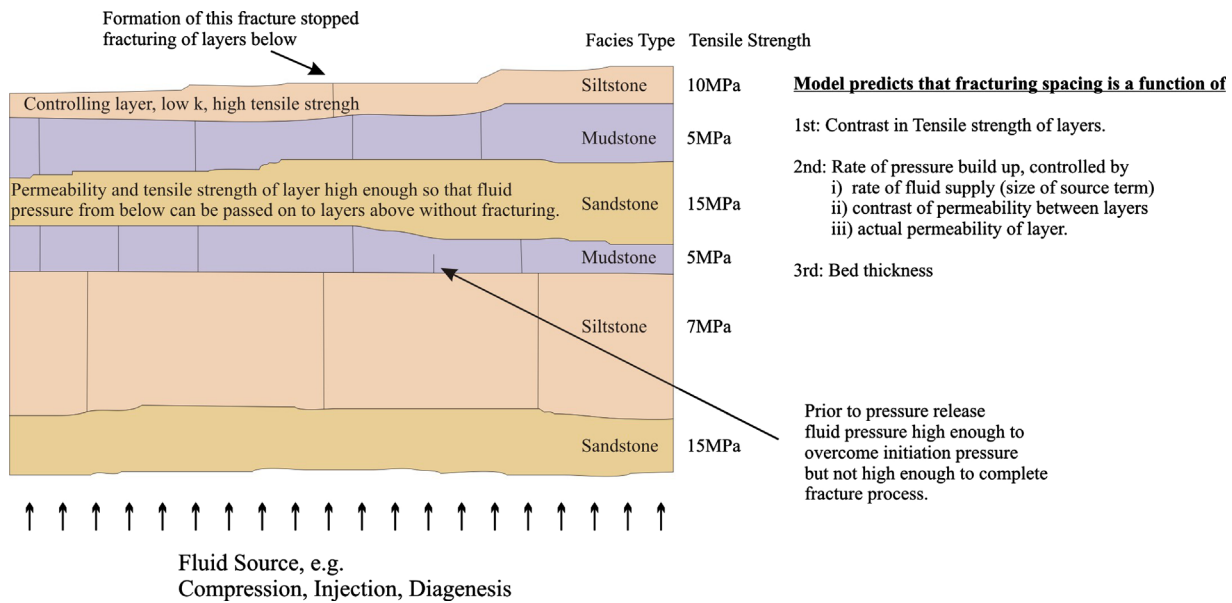 Formation of this fracture stopped
fracturing of layers below
Facies Type Tensile Strength
Siltstone 10MPa
Controlling layer, low k, high tensile strengh
Mudstone 5MPa
Permeability and tensile strength of layer high enough so that fluid
pressure from below can be passed on to layers above without fracturing.
Sandstone 15MPa
Mudstone 5MPa
Siltstone 7MPa
Sandstone 15MPa
Fluid Source, e.g.
Compression, Injection, Diagenesis
Model predicts that fracturing spacing is a function of
1st: Contrast in Tensile strength of layers.
2nd: Rate of pressure build up, controlled by
i) rate of fluid supply (size of source term)
ii) contrast of permeability between layers
iii) actual permeability of layer.
3rd: Bed thickness
Prior to pressure release
fluid pressure high enough to
overcome initiation pressure
but not high enough to complete
fracture process.